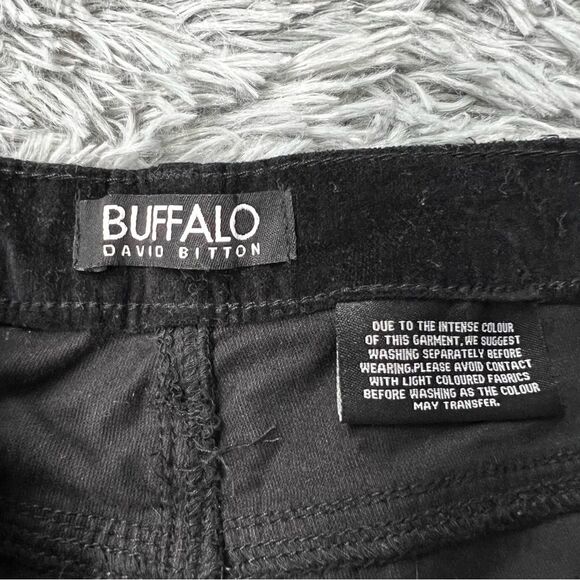 BUFFALO
DAVID BITTON
DUE TO THE INTENSE COLOUR
OF THIS GARMENT, WE SUGGEST
WASHING SEPARATELY BEFORE
WEARING.PLEASE AVOID CONTACT
WITH LIGHT COLOURED FABRICS
BEFORE WASHING AS THE COLOUR
MAY TRANSFER.